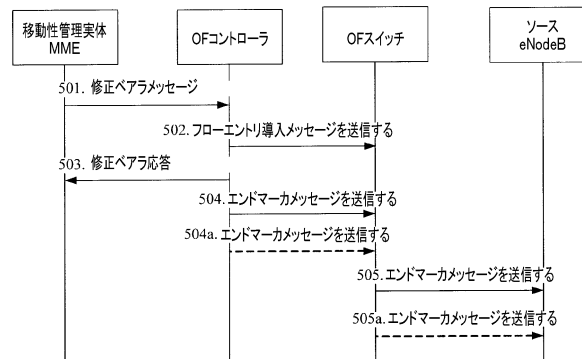 移動性管理実体
MME
OFコントローラ
OFスイッチ
ソース
eNodeB
501. 修正ベアラメッセージ
502. フローエントリ導入メッセージを送信する
503. 修正ベアラ応答
504. エンドマーカメッセージを送信する
504a. エンドマーカメッセージを送信する
505. エンドマーカメッセージを送信する
505a. エンドマーカメッセージを送信する